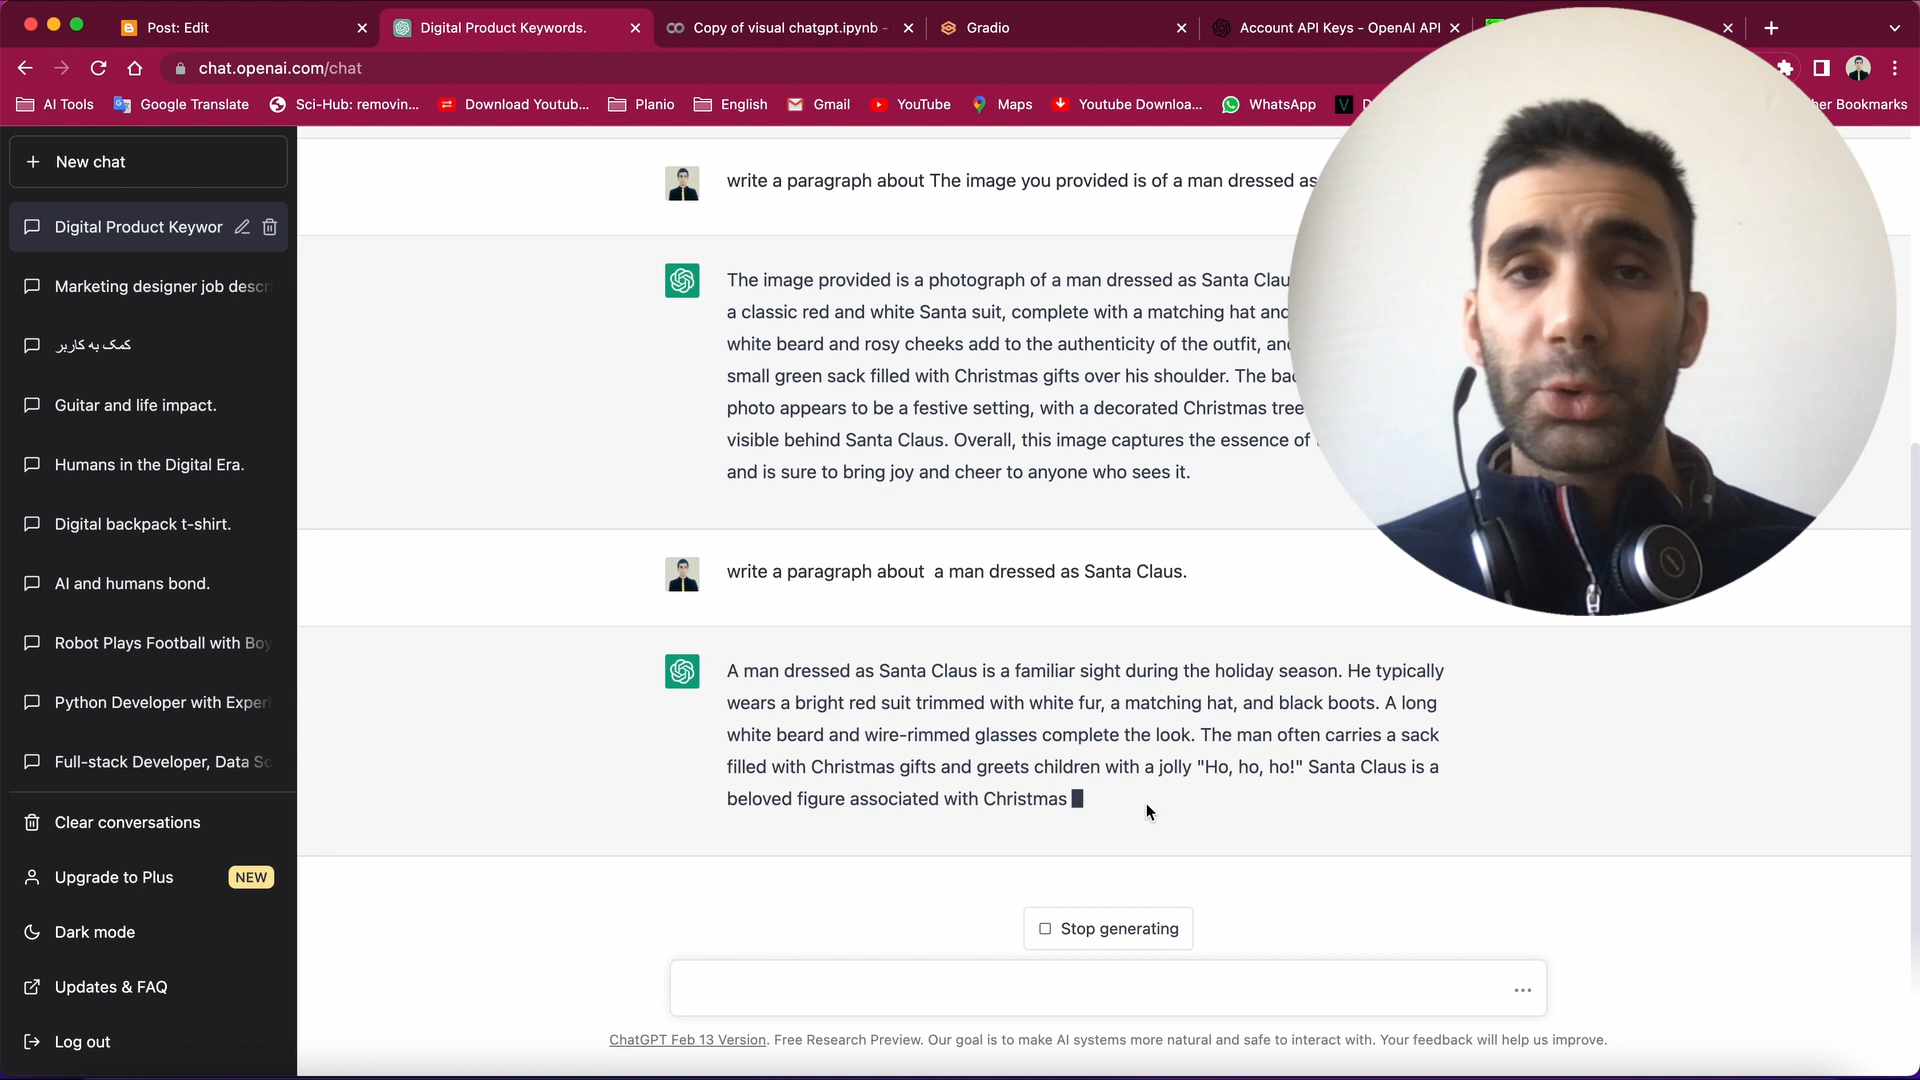 Post: Edit
Digital Product Keywords.
Copy of visual chatgpt.ipynb -
Gradio
Account API Keys - OpenAI API
chat.openai.com/chat
AI Tools
Google Translate
Sci-Hub: removin...
Download Youtub...
Planio
English
Gmail
YouTube
Maps
Youtube Downloa...
WhatsApp
Bookmarks
New chat
Digital Product Keywor
Marketing designer job descri
کمک به کاربر
Guitar and life impact.
Humans in the Digital Era.
Digital backpack t-shirt.
AI and humans bond.
Robot Plays Football with Boy
Python Developer with Experi
Full-stack Developer, Data Sc
Clear conversations
Upgrade to Plus NEW
Dark mode
Updates & FAQ
Log out
write a paragraph about The image you provided is of a man dressed as
The image provided is a photograph of a man dressed as Santa Clau
a classic red and white Santa suit, complete with a matching hat and
white beard and rosy cheeks add to the authenticity of the outfit, an
small green sack filled with Christmas gifts over his shoulder. The bac
photo appears to be a festive setting, with a decorated Christmas tree
visible behind Santa Claus. Overall, this image captures the essence of
and is sure to bring joy and cheer to anyone who sees it.
write a paragraph about a man dressed as Santa Claus.
A man dressed as Santa Claus is a familiar sight during the holiday season. He typically
wears a bright red suit trimmed with white fur, a matching hat, and black boots. A long
white beard and wire-rimmed glasses complete the look. The man often carries a sack
filled with Christmas gifts and greets children with a jolly "Ho, ho, ho!" Santa Claus is a
beloved figure associated with Christmas
Stop generating
ChatGPT Feb 13 Version. Free Research Preview. Our goal is to make AI systems more natural and safe to interact with. Your feedback will help us improve.